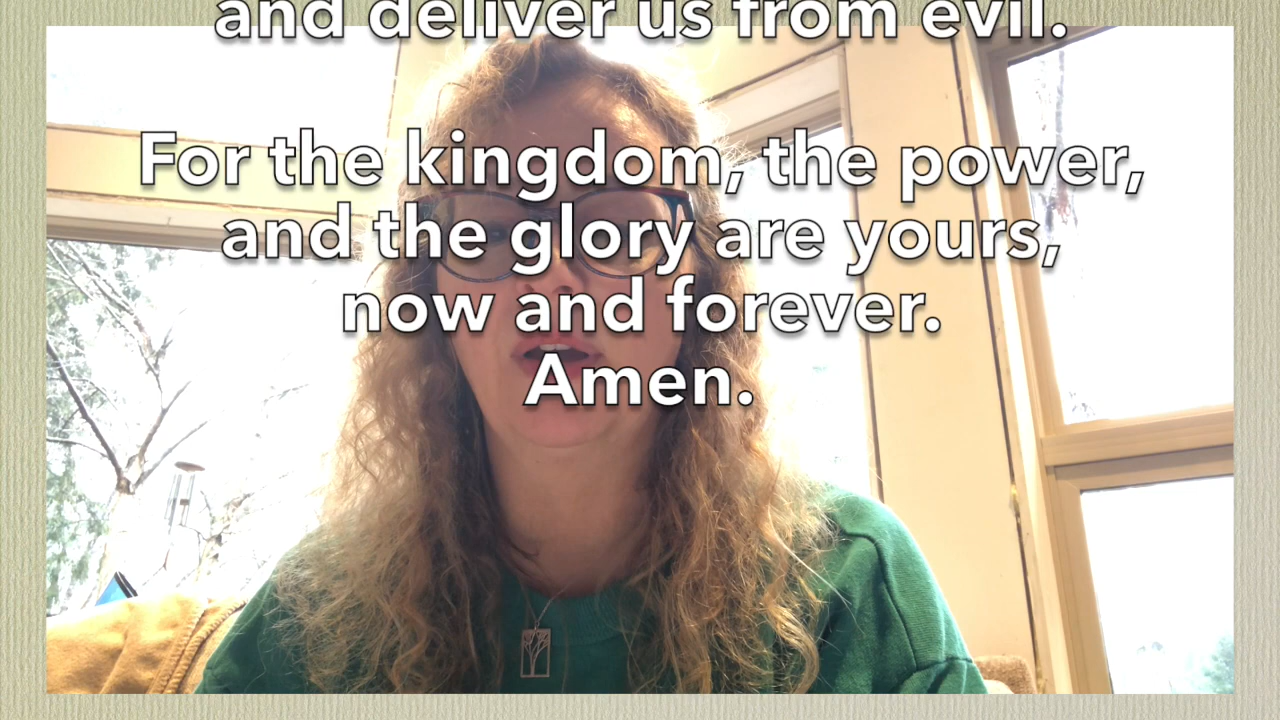 and deliver us from evil.
For the kingdom, the power,
and the glory are yours,
now and forever.
Amen.